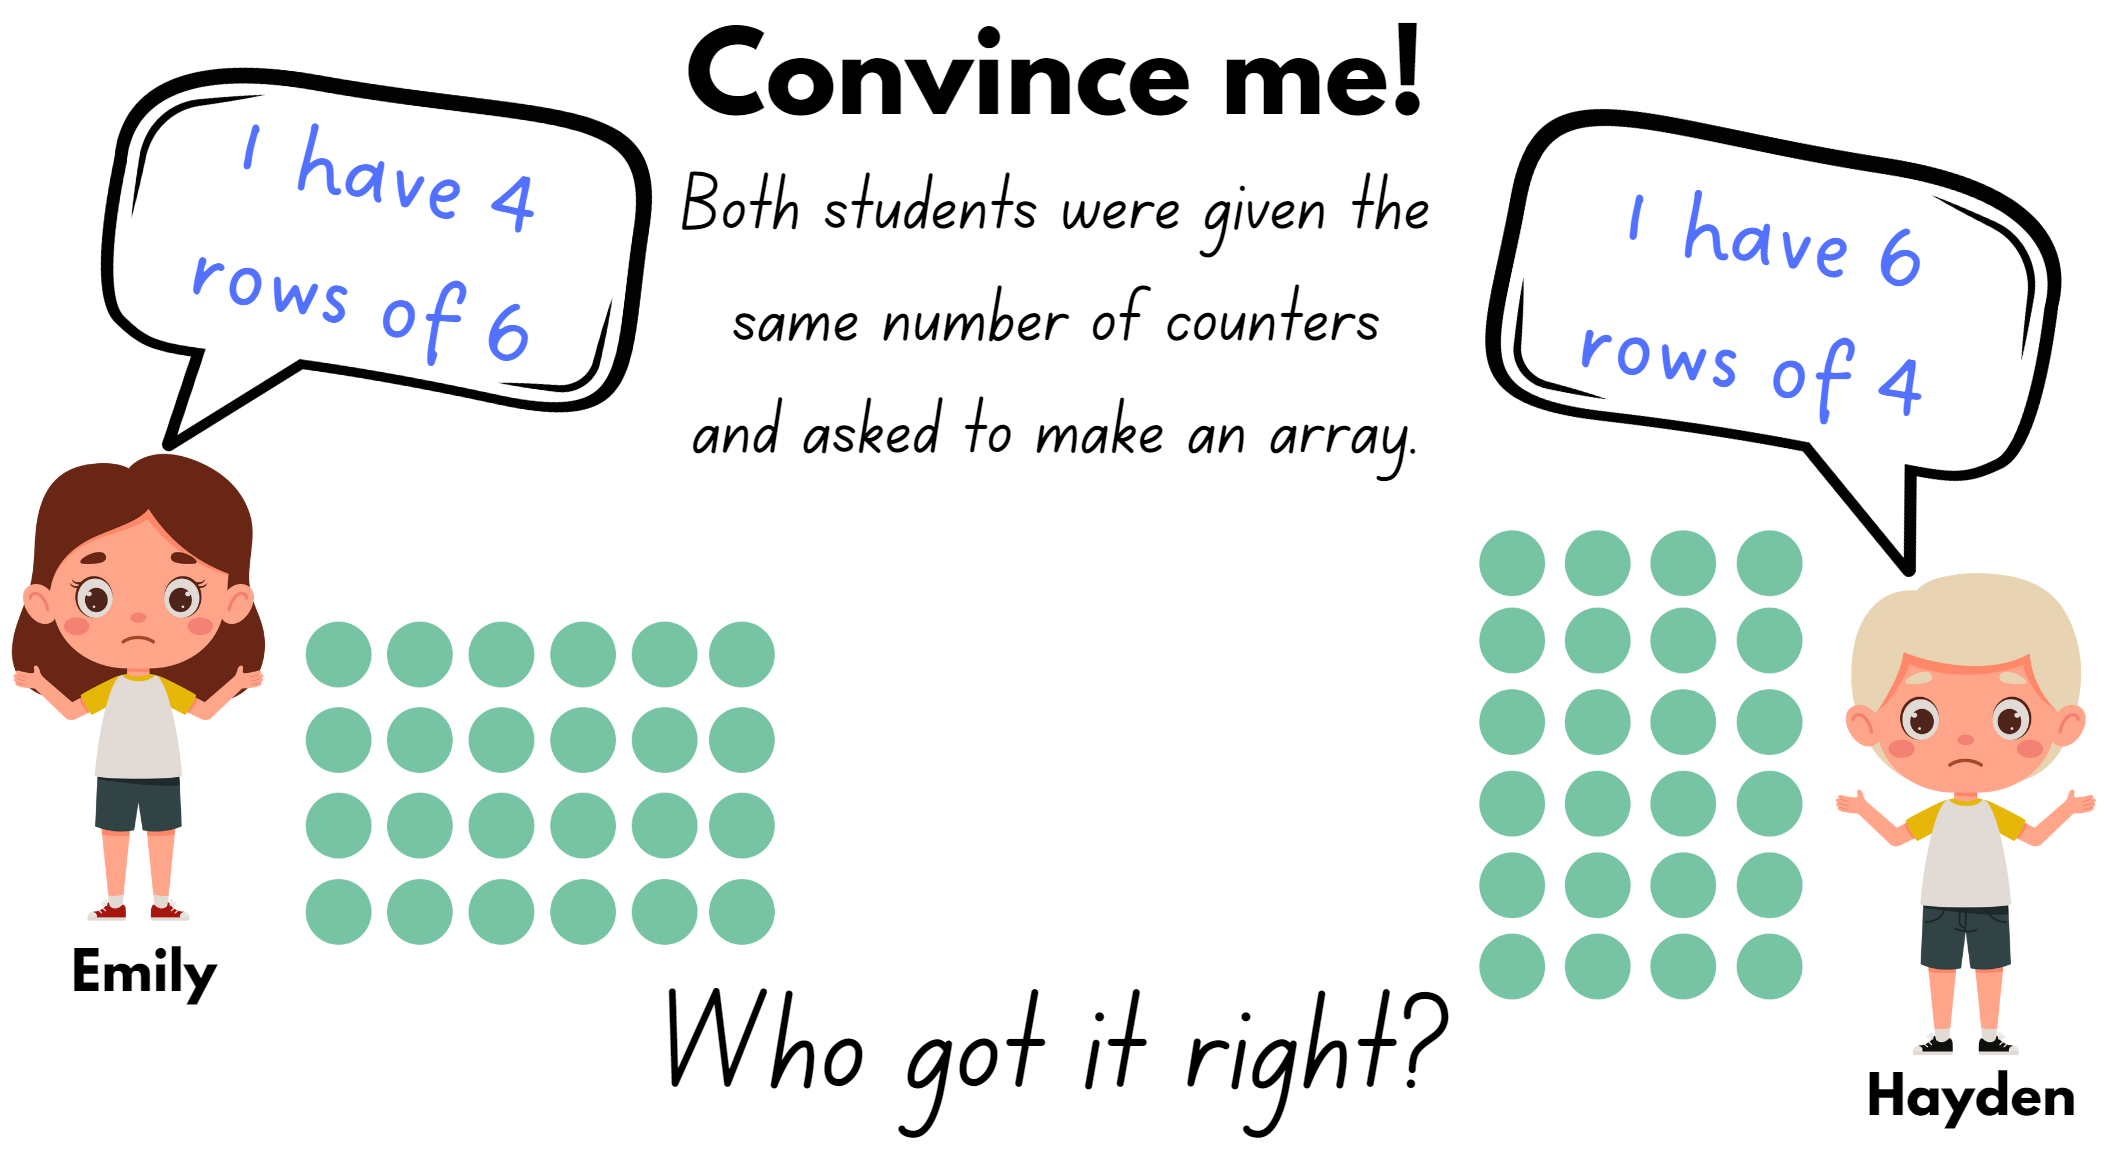 Convince me!
I have 4
rows of 6
Both students were given the
same number of counters
and asked to make an array.
I have 6
rows of 4
Emily
Who got it right?
Hayden